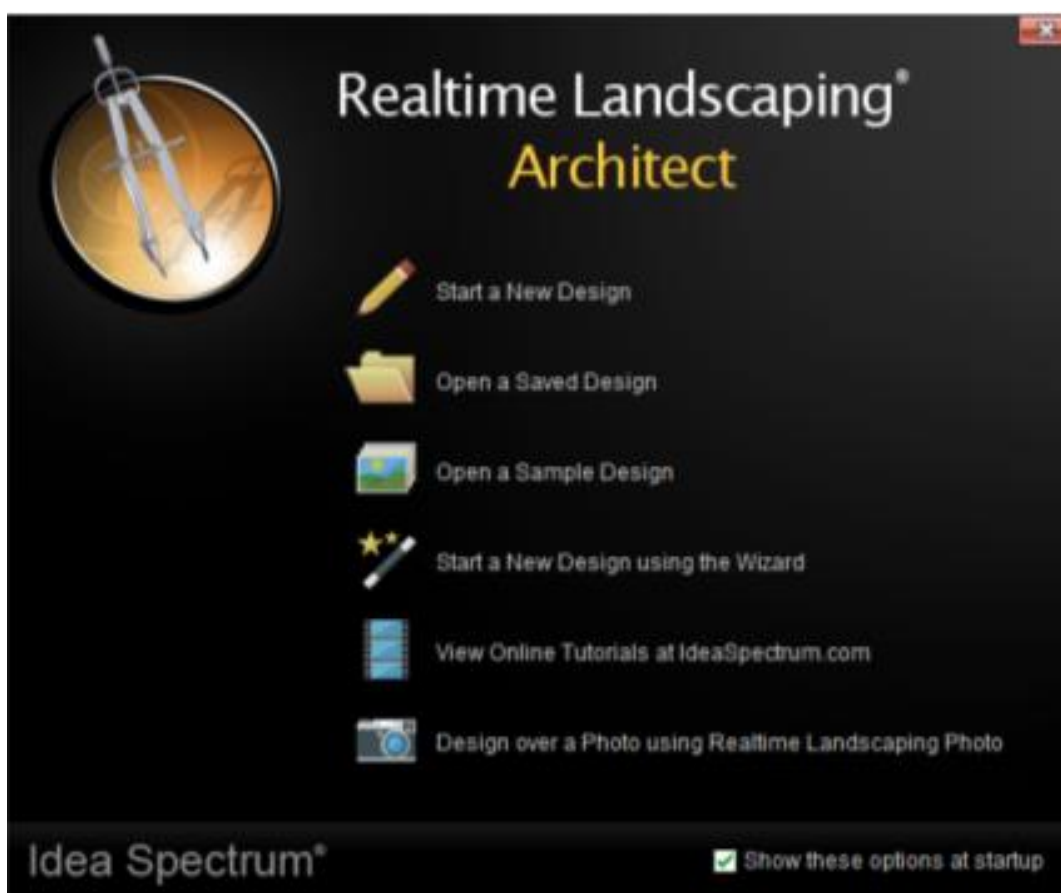 Realtime Landscaping®
Architect
Start a New Design
Open a Saved Design
Open a Sample Design
Start a New Design using the Wizard
View Online Tutorials at IdeaSpectrum.com
Design over a Photo using Realtime Landscaping Photo
Idea Spectrum®
Show these options at startup